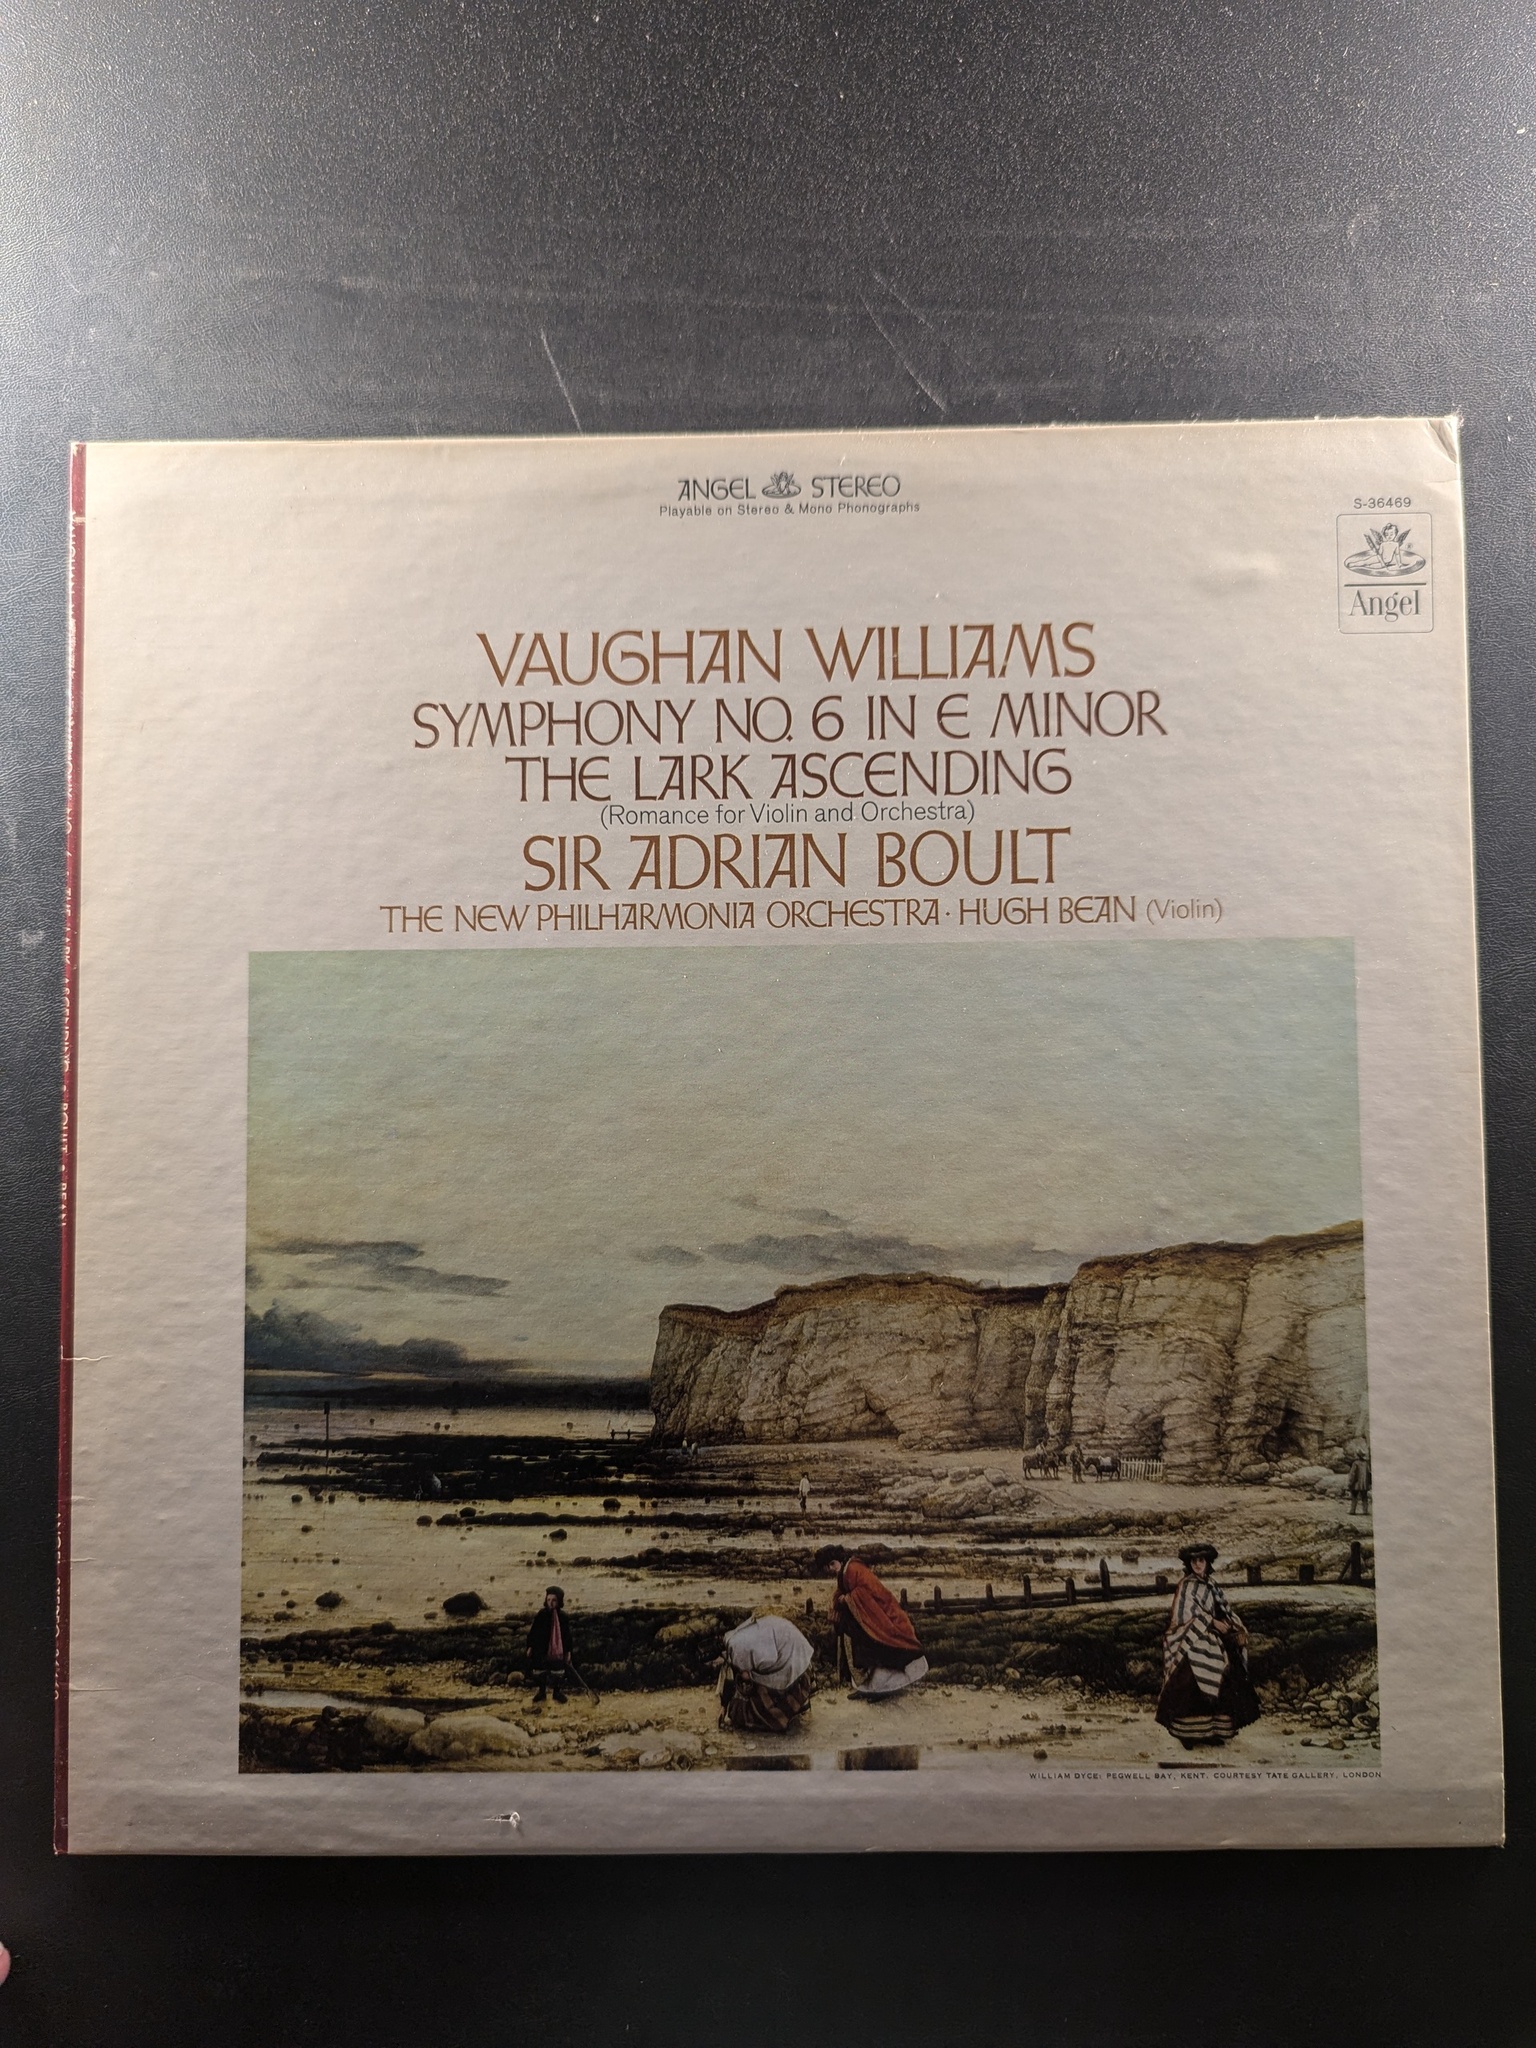 ANGEL STEREO
Playable on Stereo & Mono Phonographs
S-36469
Angel
VAUGHAN WILLIAMS
SYMPHONY NO. 6 IN E MINOR
THE LARK ASCENDING
(Romance for Violin and Orchestra)
SIR ADRIAN BOULT
THE NEW PHILHARMONIA ORCHESTRA · HUGH BEAN (Violin)
WILLIAM DYCE: PEGWELL BAY, KENT. COURTESY TATE GALLERY, LONDON